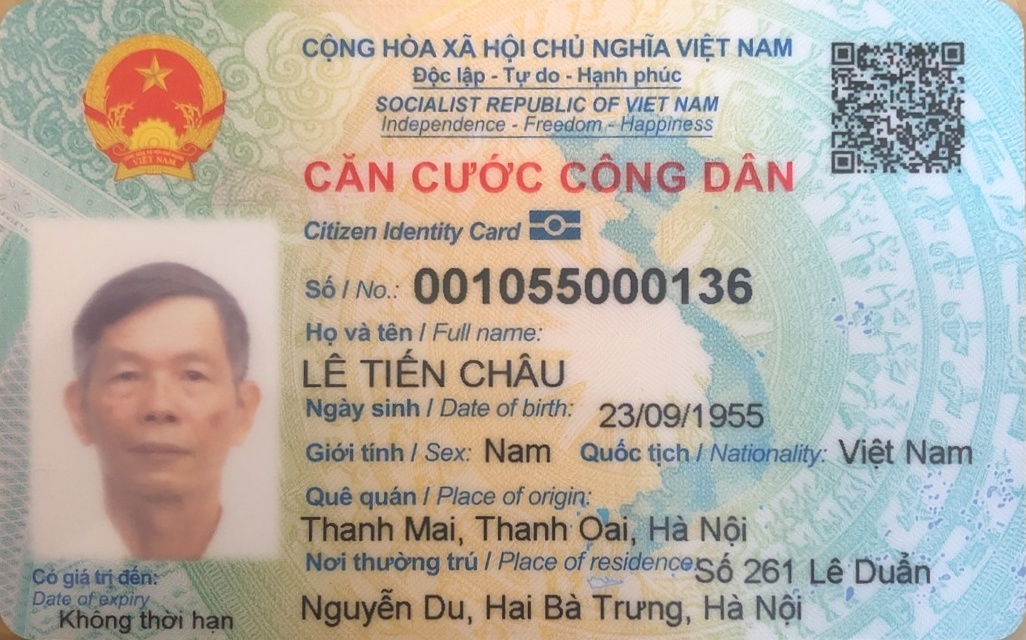 CỘNG HÒA XÃ HỘI CHỦ NGHĨA VIỆT NAM
Độc lập - Tự do - Hạnh phúc
SOCIALIST REPUBLIC OF VIET NAM
Independence - Freedom - Happiness
CĂN CƯỚC CÔNG DÂN
Citizen Identity Card
Số / No.: 001055000136
Họ và tên / Full name:
LÊ TIẾN CHÂU
Ngày sinh / Date of birth: 23/09/1955
Giới tính / Sex: Nam Quốc tịch / Nationality: Việt Nam
Quê quán / Place of origin:
Thanh Mai, Thanh Oai, Hà Nội
Nơi thường trú / Place of residence: Số 261 Lê Duẩn
Nguyễn Du, Hai Bà Trưng, Hà Nội
Có giá trị đến:
Date of expiry
Không thời hạn
VIỆT NAM